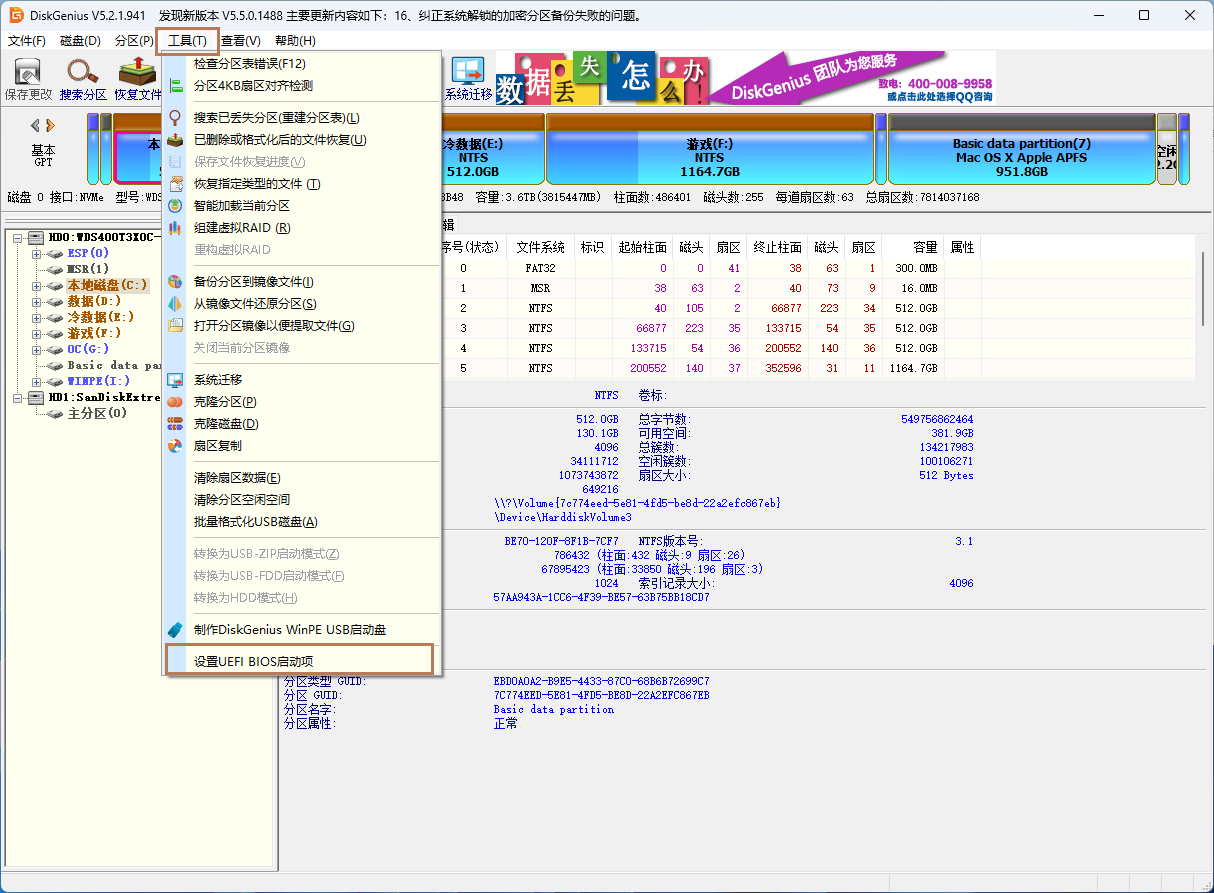 DiskGenius V5.2.1.941 发现新版本 V5.5.0.1488 主要更新内容如下：16、纠正系统解锁的加密分区备份失败的问题。
文件(F) 磁盘(D) 分区(P) 工具(T) 查看(V) 帮助(H)
保存更改 搜索分区 恢复文件
系统迁移
数据丢失怎么办!
DiskGenius 团队为您服务
致电：400-008-9958
或点击此处选择QQ咨询
基本
GPT
本
冷数据(E:)
NTFS
512.0GB
游戏(F:)
NTFS
1164.7GB
Basic data partition(7)
Mac OS X Apple APFS
951.8GB
空闲
磁盘 0 接口:NVMe 型号:WDS
3B48 容量:3.6TB(3815447MB) 柱面数:486401 磁头数:255 每道扇区数:63 总扇区数:7814037168
HD0:WDS400T3X0C-
ESP(0)
MSR(1)
本地磁盘(C:)
数据(D:)
冷数据(E:)
游戏(F:)
OC(G:)
Basic data par
WINPE(I:)
HD1:SanDiskExtre
主分区(0)
检查分区表错误(F12)
分区4KB扇区对齐检测
搜索已丢失分区(重建分区表)(L)
已删除或格式化后的文件恢复(U)
保存文件恢复进度(V)
恢复指定类型的文件 (T)
智能加载当前分区
组建虚拟RAID (R)
重构虚拟RAID
备份分区到镜像文件(I)
从镜像文件还原分区(S)
打开分区镜像以便提取文件(G)
关闭当前分区镜像
系统迁移
克隆分区(P)
克隆磁盘(D)
扇区复制
清除扇区数据(E)
清除分区空闲空间
批量格式化USB磁盘(A)
转换为USB-ZIP启动模式(Z)
转换为USB-FDD启动模式(F)
转换为HDD模式(H)
制作DiskGenius WinPE USB启动盘
设置UEFI BIOS启动项
辑
序号(状态) 文件系统 标识 起始柱面 磁头 扇区 终止柱面 磁头 扇区 容量 属性
0 FAT32 0 0 41 38 63 1 300.0MB
1 MSR 38 63 2 40 73 9 16.0MB
2 NTFS 40 105 2 66877 223 34 512.0GB
3 NTFS 66877 223 35 133715 54 35 512.0GB
4 NTFS 133715 54 36 200552 140 36 512.0GB
5 NTFS 200552 140 37 352596 31 11 1164.7GB
NTFS 卷标:
512.0GB 总字节数: 549756862464
130.1GB 可用空间: 381.9GB
4096 总簇数: 134217983
34111712 空闲簇数: 100106271
1073743872 扇区大小: 512 Bytes
649216
\\?\Volume{7c774eed-5e81-4fd5-be8d-22a2efc867eb}
\Device\HarddiskVolume3
BE70-120F-8F1B-7CF7 NTFS版本号: 3.1
786432 (柱面:432 磁头:9 扇区:26)
67895423 (柱面:33850 磁头:196 扇区:3)
1024 索引记录大小: 4096
57AA943A-1CC6-4F39-BE57-63B75BB18CD7
分区类型 GUID: EBD0A0A2-B9E5-4433-87C0-68B6B72699C7
分区 GUID: 7C774EED-5E81-4FD5-BE8D-22A2EFC867EB
分区名字: Basic data partition
分区属性: 正常